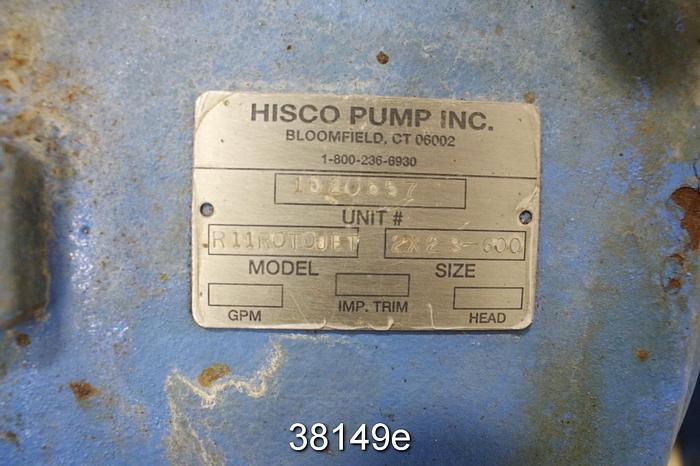 HISCO PUMP INC.
BLOOMFIELD, CT 06002
1-800-236-6930
UNIT #
R11ROTOJET
MODEL SIZE
GPM IMP. TRIM HEAD
38149e